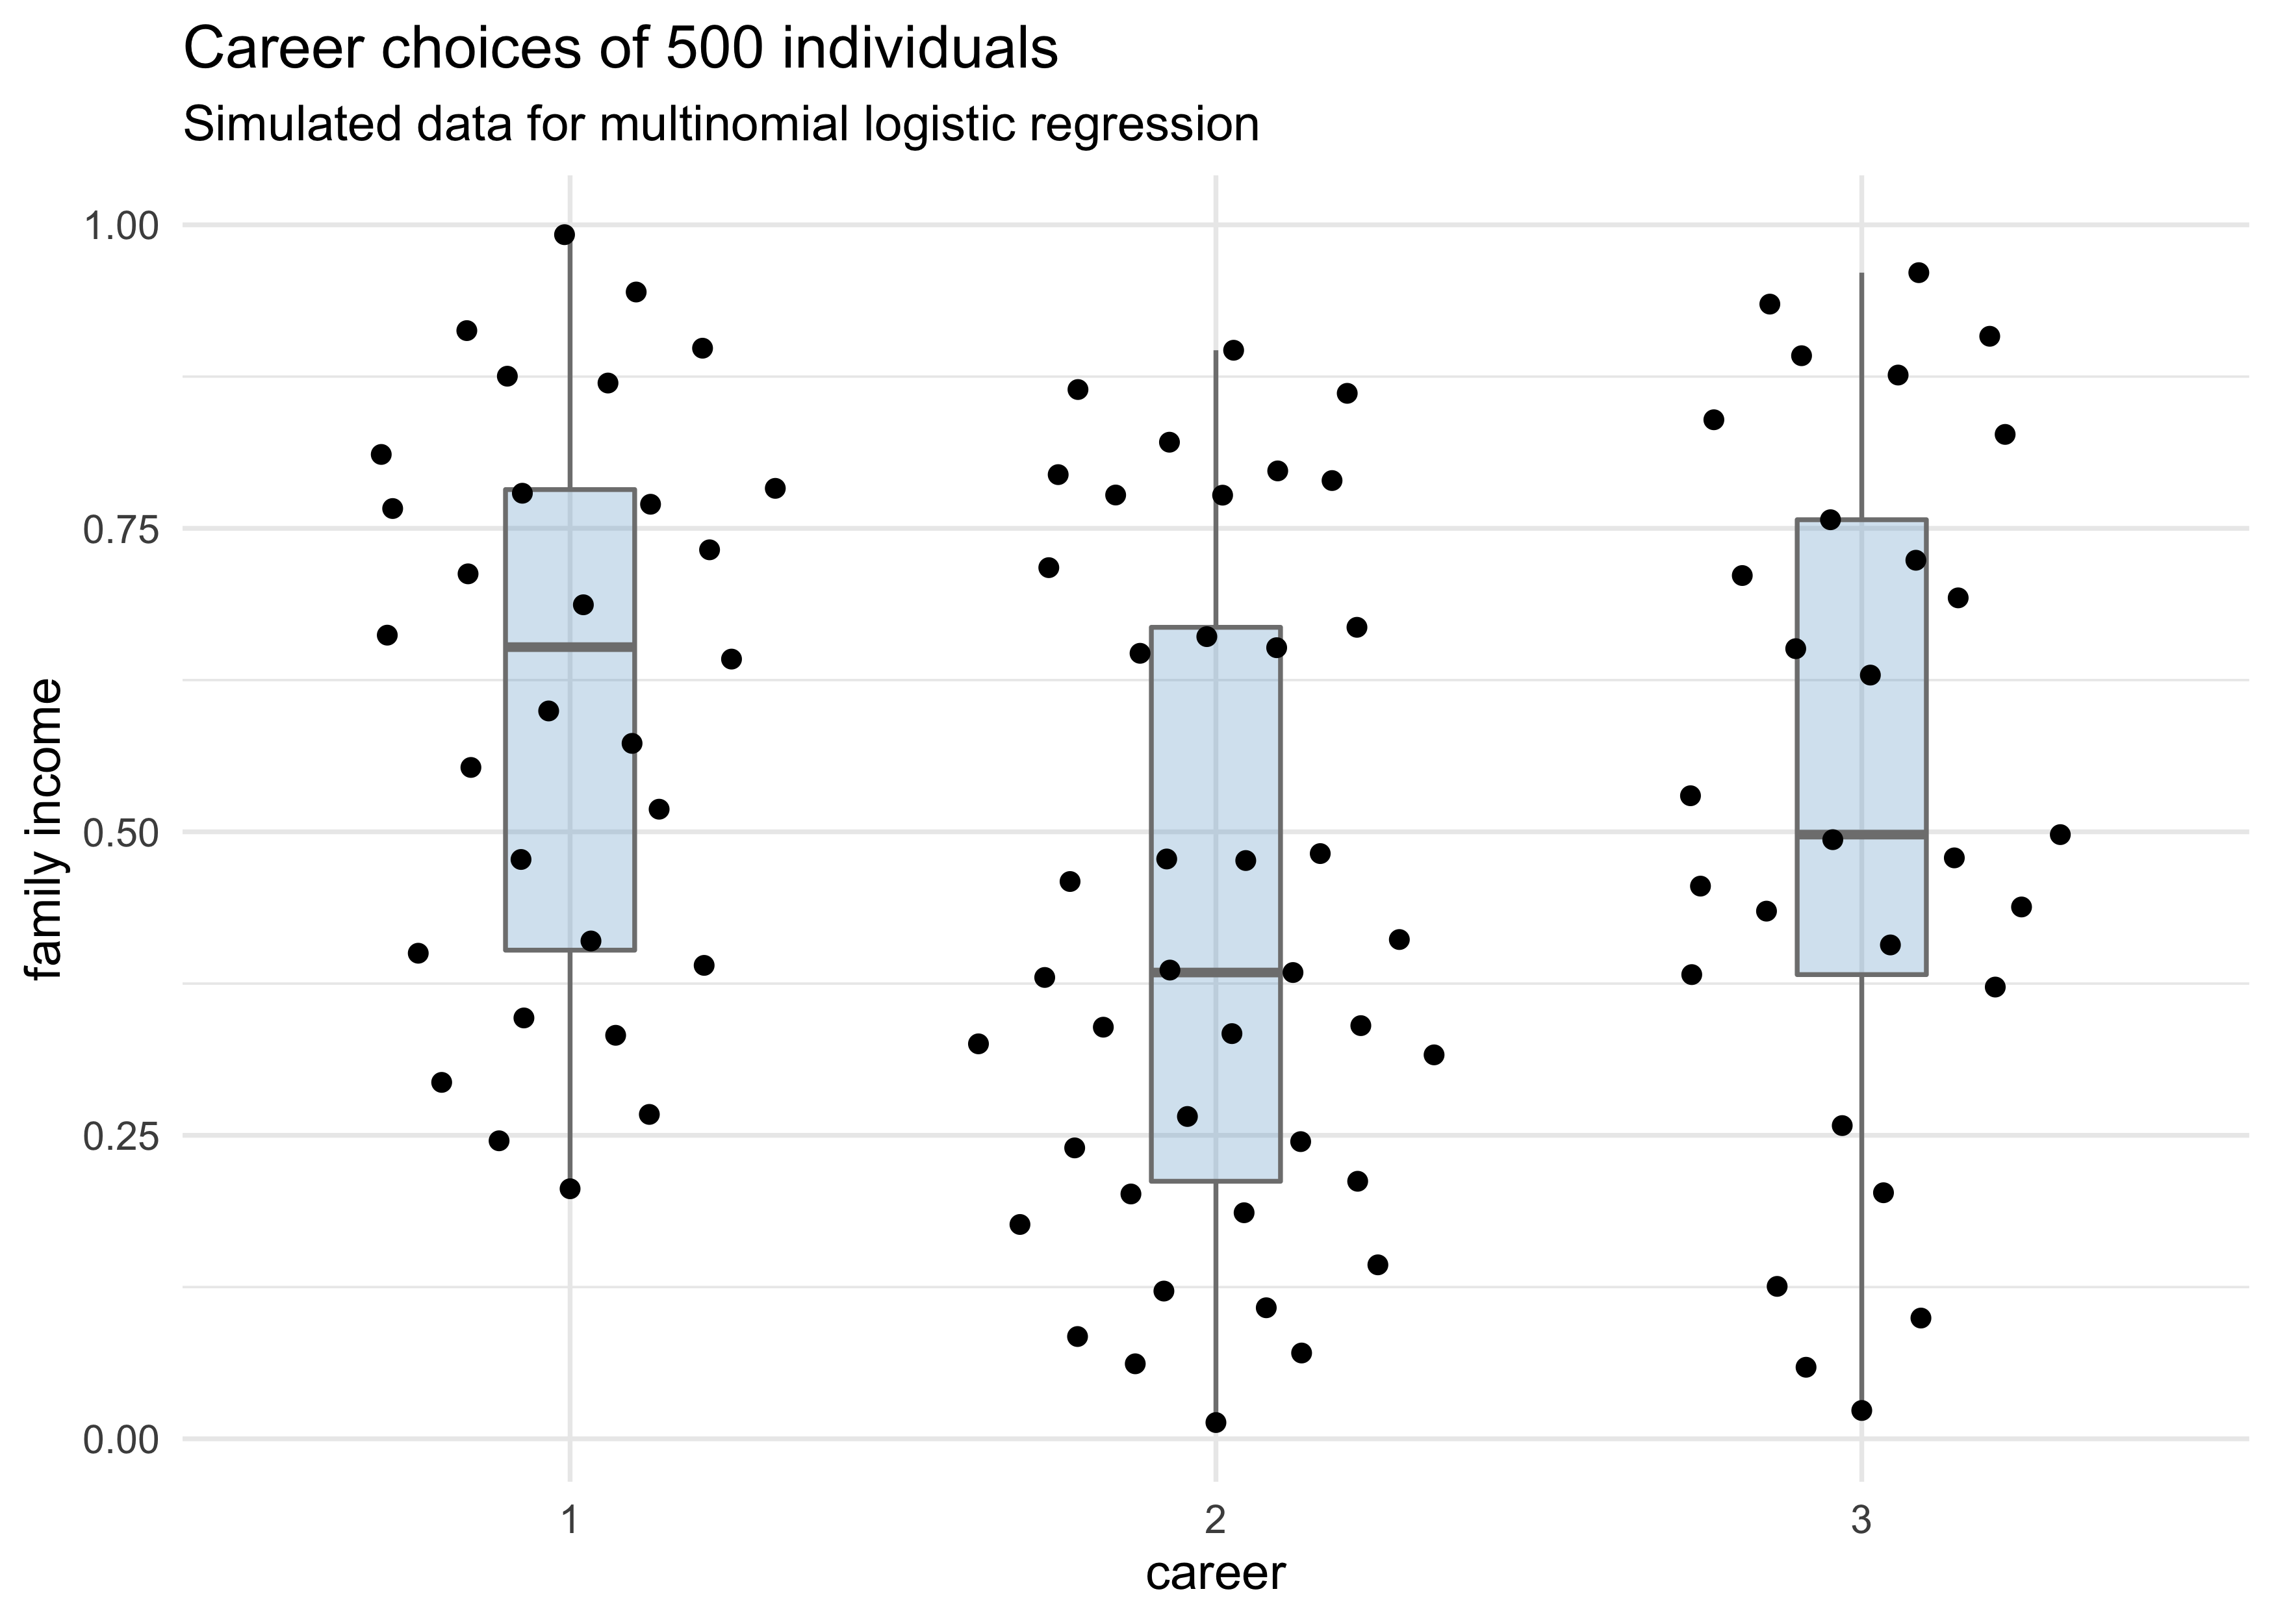 Career choices of 500 individuals
Simulated data for multinomial logistic regression
1.00
0.75
0.50
0.25
0.00
family income
1 2 3
career